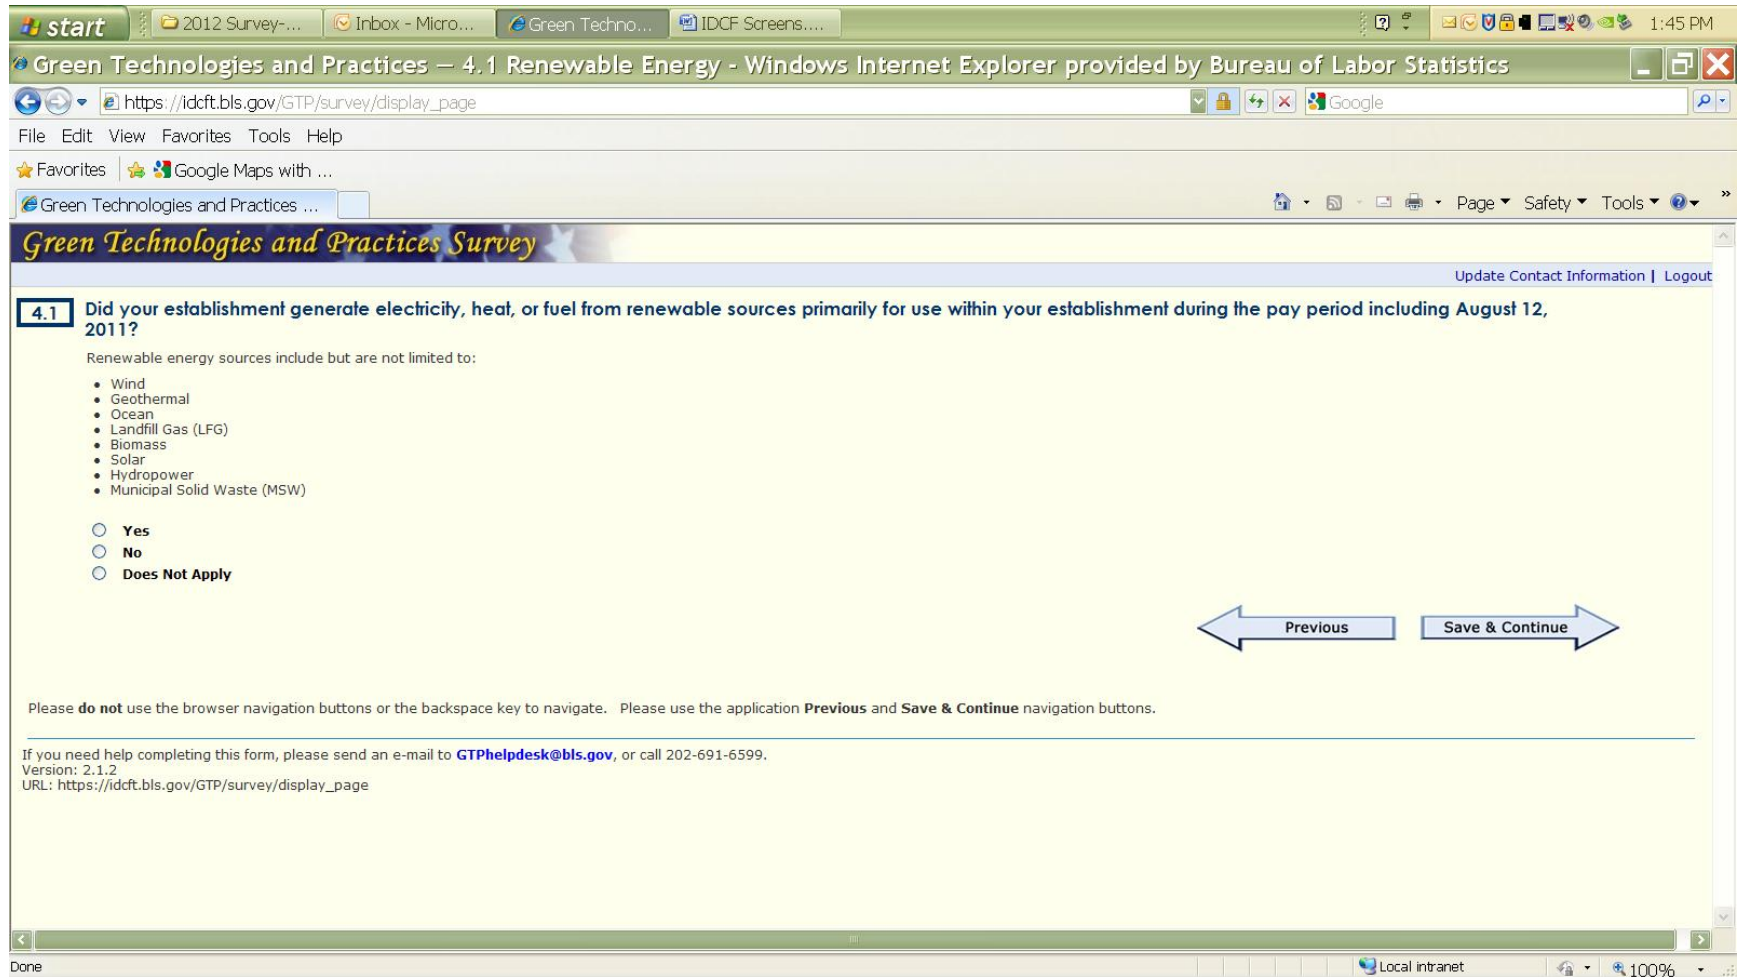 start 2012 Survey-... Inbox - Micro... Green Techno... IDCF Screens.... 1:45 PM
Green Technologies and Practices — 4.1 Renewable Energy - Windows Internet Explorer provided by Bureau of Labor Statistics
https://idcft.bls.gov/GTP/survey/display_page Google
File Edit View Favorites Tools Help
Favorites Google Maps with ...
Green Technologies and Practices ... Page Safety Tools »
Green Technologies and Practices Survey
Update Contact Information | Logout
4.1 Did your establishment generate electricity, heat, or fuel from renewable sources primarily for use within your establishment during the pay period including August 12,
2011?
Renewable energy sources include but are not limited to:
• Wind
• Geothermal
• Ocean
• Landfill Gas (LFG)
• Biomass
• Solar
• Hydropower
• Municipal Solid Waste (MSW)
Yes
No
Does Not Apply
Previous Save & Continue
Please do not use the browser navigation buttons or the backspace key to navigate. Please use the application Previous and Save & Continue navigation buttons.
If you need help completing this form, please send an e-mail to GTPhelpdesk@bls.gov, or call 202-691-6599.
Version: 2.1.2
URL: https://idcft.bls.gov/GTP/survey/display_page
Done Local intranet 100%